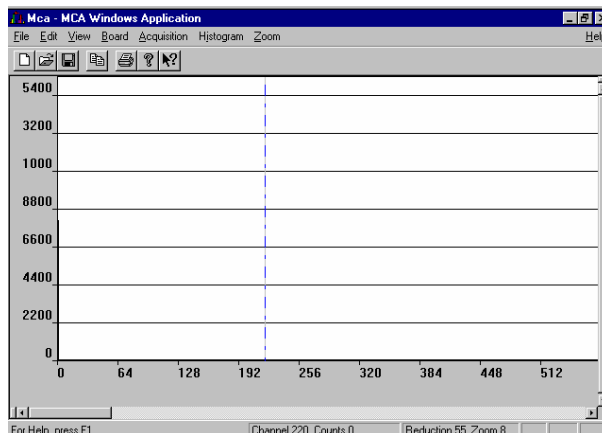 Mca - MCA Windows Application
File Edit View Board Acquisition Histogram Zoom Help
5400
3200
1000
8800
6600
4400
2200
0
0 64 128 192 256 320 384 448 512
For Help, press F1 Channel 220, Counts 0 Reduction 55, Zoom 8